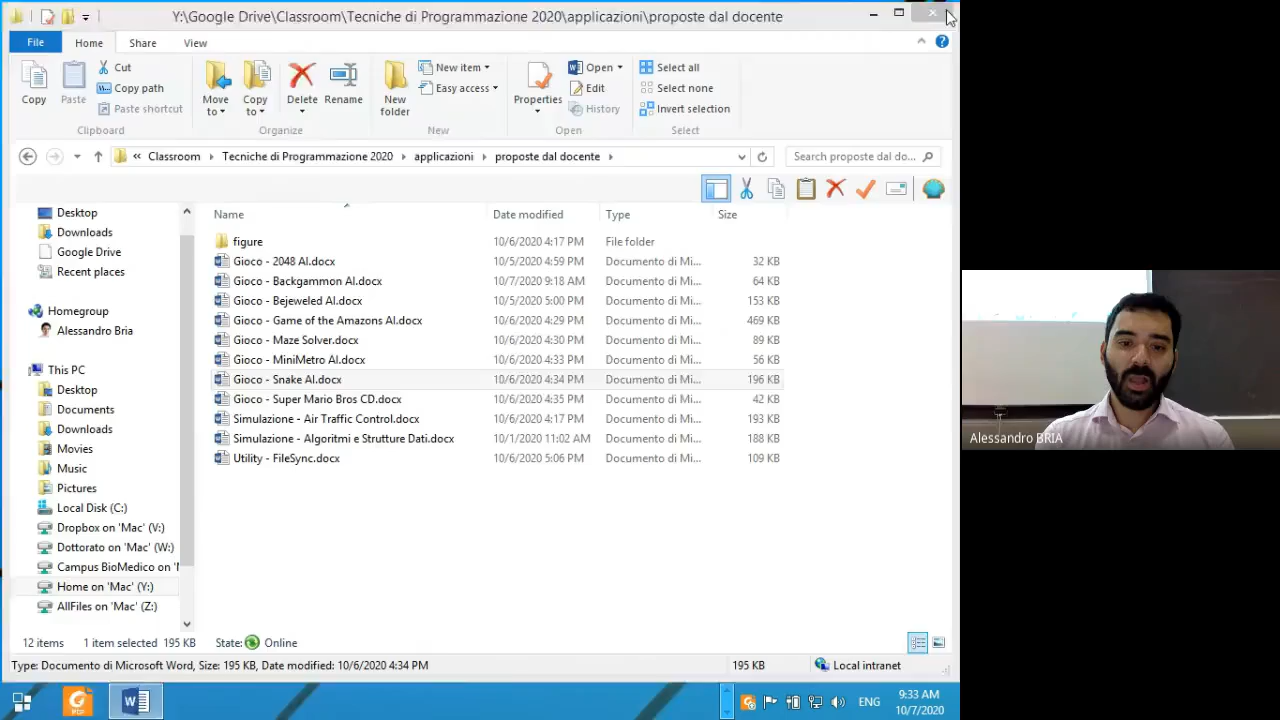 Y:\Google Drive\Classroom\Tecniche di Programmazione 2020\applicazioni\proposte dal docente
File Home Share View
Copy Paste Cut Copy path Paste shortcut
Move to Copy to Delete Rename
New folder New item Easy access
Properties Open Edit History
Select all Select none Invert selection
Clipboard Organize New Open Select
« Classroom Tecniche di Programmazione 2020 applicazioni proposte dal docente
Search proposte dal do...
Desktop
Downloads
Google Drive
Recent places
Homegroup
Alessandro Bria
This PC
Desktop
Documents
Downloads
Movies
Music
Pictures
Local Disk (C:)
Dropbox on 'Mac' (V:)
Dottorato on 'Mac' (W:)
Campus BioMedico on '
Home on 'Mac' (Y:)
AllFiles on 'Mac' (Z:)
Name Date modified Type Size
figure 10/6/2020 4:17 PM File folder
Gioco - 2048 AI.docx 10/5/2020 4:59 PM Documento di Mi... 32 KB
Gioco - Backgammon AI.docx 10/7/2020 9:18 AM Documento di Mi... 64 KB
Gioco - Bejeweled AI.docx 10/5/2020 5:00 PM Documento di Mi... 153 KB
Gioco - Game of the Amazons AI.docx 10/6/2020 4:29 PM Documento di Mi... 469 KB
Gioco - Maze Solver.docx 10/6/2020 4:30 PM Documento di Mi... 89 KB
Gioco - MiniMetro AI.docx 10/6/2020 4:33 PM Documento di Mi... 56 KB
Gioco - Snake AI.docx 10/6/2020 4:34 PM Documento di Mi... 196 KB
Gioco - Super Mario Bros CD.docx 10/6/2020 4:35 PM Documento di Mi... 42 KB
Simulazione - Air Traffic Control.docx 10/6/2020 4:17 PM Documento di Mi... 193 KB
Simulazione - Algoritmi e Strutture Dati.docx 10/1/2020 11:02 AM Documento di Mi... 188 KB
Utility - FileSync.docx 10/6/2020 5:06 PM Documento di Mi... 109 KB
12 items 1 item selected 195 KB State: Online
Type: Documento di Microsoft Word, Size: 195 KB, Date modified: 10/6/2020 4:34 PM 195 KB Local intranet
PDF
ENG
9:33 AM
10/7/2020
Alessandro BRIA